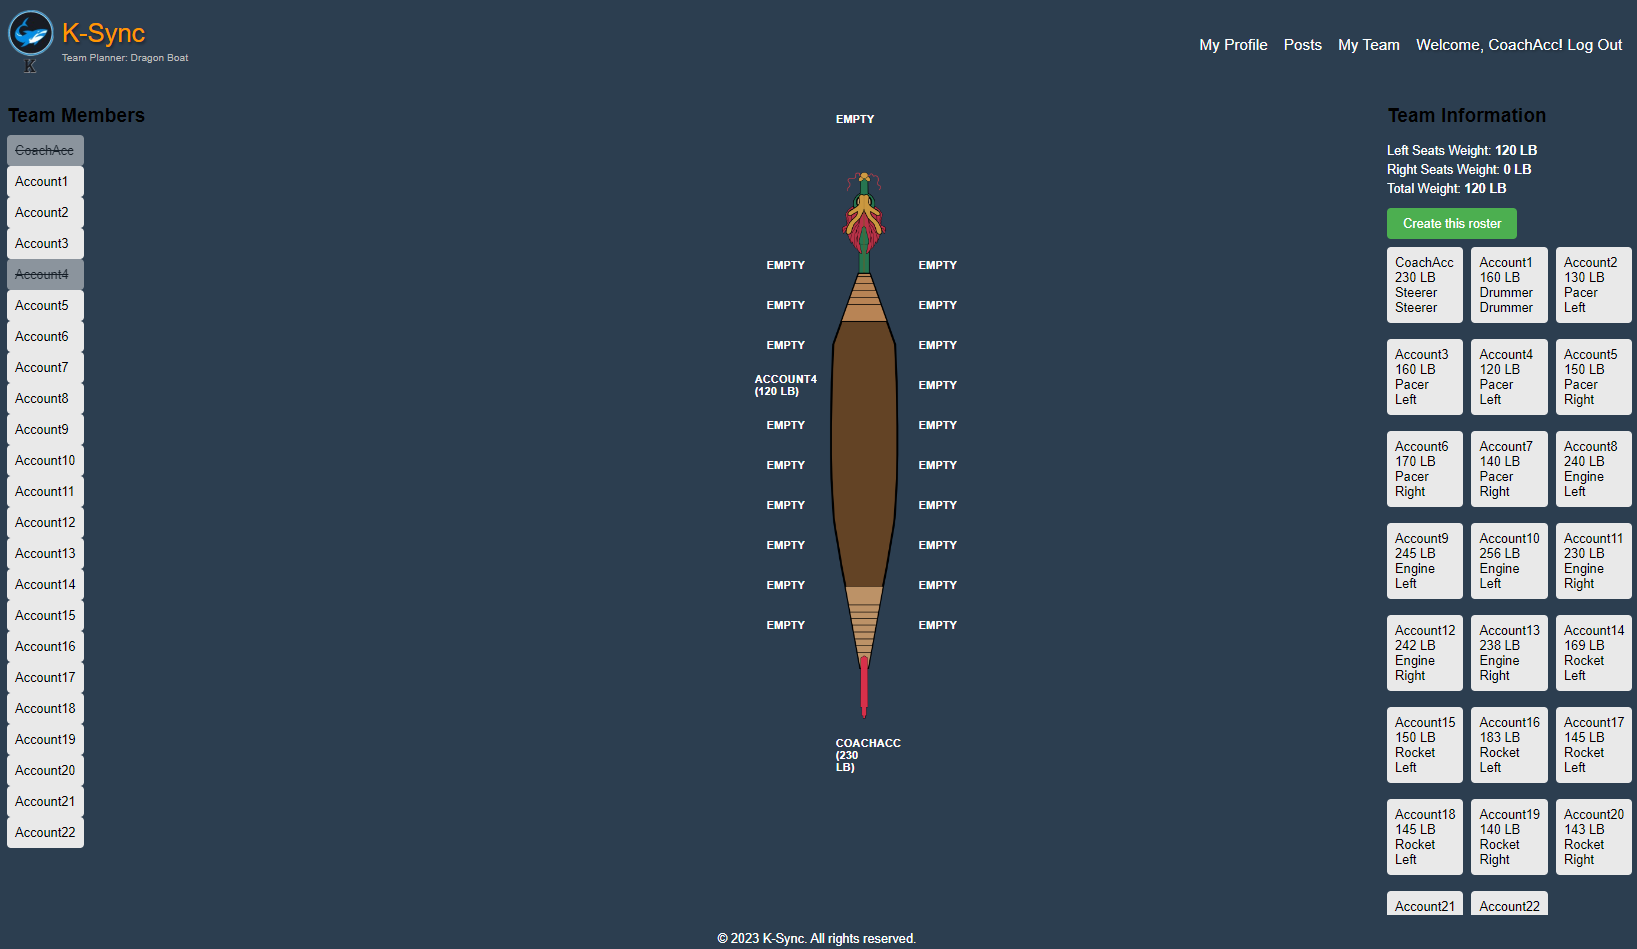 K-Sync
Team Planner: Dragon Boat
K
My Profile Posts My Team Welcome, CoachAcc! Log Out
Team Members
CoachAcc
Account1
Account2
Account3
Account4
Account5
Account6
Account7
Account8
Account9
Account10
Account11
Account12
Account13
Account14
Account15
Account16
Account17
Account18
Account19
Account20
Account21
Account22
EMPTY
EMPTY EMPTY
EMPTY EMPTY
EMPTY EMPTY
ACCOUNT4
(120 LB)
EMPTY
EMPTY EMPTY
EMPTY EMPTY
EMPTY EMPTY
EMPTY EMPTY
EMPTY EMPTY
EMPTY EMPTY
COACHACC
(230
LB)
Team Information
Left Seats Weight: 120 LB
Right Seats Weight: 0 LB
Total Weight: 120 LB
Create this roster
CoachAcc
230 LB
Steerer
Steerer
Account1
160 LB
Drummer
Drummer
Account2
130 LB
Pacer
Left
Account3
160 LB
Pacer
Left
Account4
120 LB
Pacer
Left
Account5
150 LB
Pacer
Right
Account6
170 LB
Pacer
Right
Account7
140 LB
Pacer
Right
Account8
240 LB
Engine
Left
Account9
245 LB
Engine
Left
Account10
256 LB
Engine
Left
Account11
230 LB
Engine
Right
Account12
242 LB
Engine
Right
Account13
238 LB
Engine
Right
Account14
169 LB
Rocket
Left
Account15
150 LB
Rocket
Left
Account16
183 LB
Rocket
Left
Account17
145 LB
Rocket
Left
Account18
145 LB
Rocket
Left
Account19
140 LB
Rocket
Right
Account20
143 LB
Rocket
Right
Account21
Account22
© 2023 K-Sync. All rights reserved.